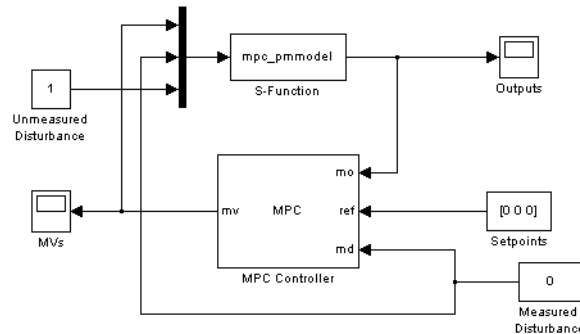 mpc_pmmodel
S-Function
Outputs
1
Unmeasured
Disturbance
mo
mv
MPC
ref
md
MPC Controller
MVs
[0 0 0]
Setpoints
0
Measured
Disturbance